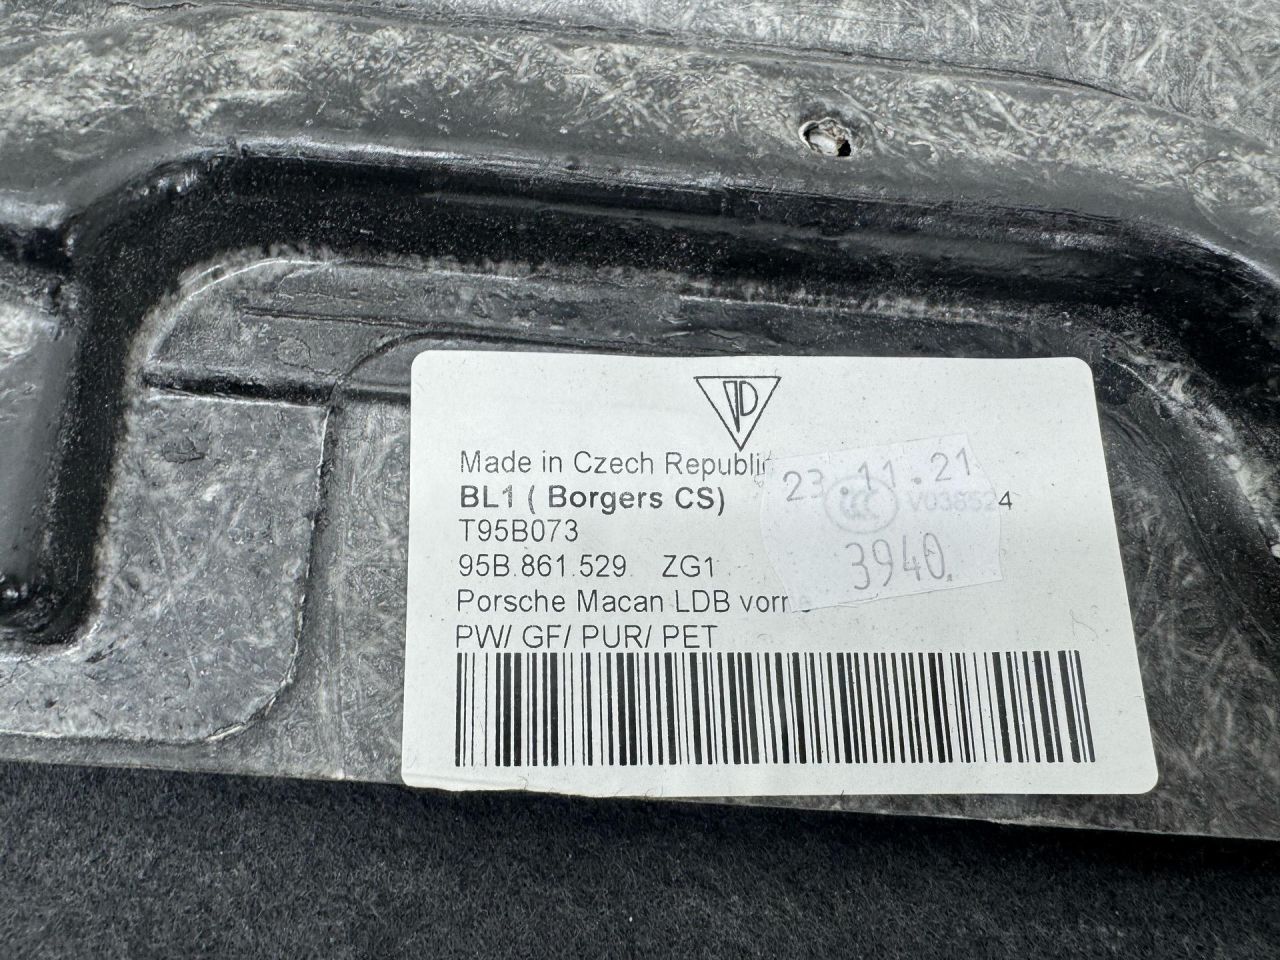 Made in Czech Republic
23.11.21
BL1 ( Borgers CS)
V036524
T95B073
3940.
95B.861.529 ZG1
Porsche Macan LDB vorne
PW/ GF/ PUR/ PET